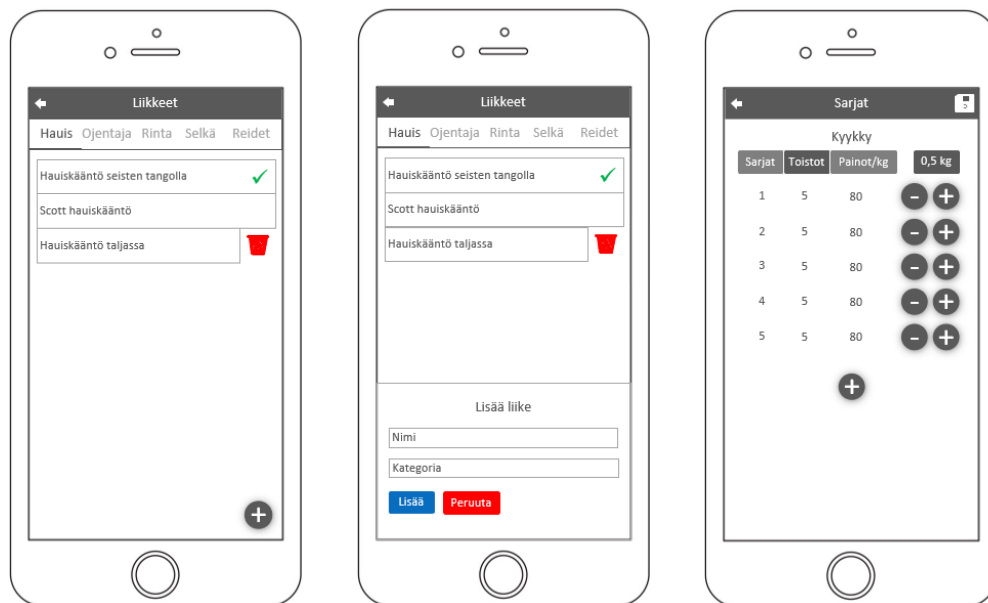 Liikkeet
Hauis Ojentaja Rinta Selkä Reidet
Hauiskääntö seisten tangolla
Scott hauiskääntö
Hauiskääntö taljassa
+
Liikkeet
Hauis Ojentaja Rinta Selkä Reidet
Hauiskääntö seisten tangolla
Scott hauiskääntö
Hauiskääntö taljassa
Lisää liike
Nimi
Kategoria
Lisää Peruuta
Sarjat
Kyykky
Sarjat Toistot Painot/kg 0,5 kg
1 5 80 - +
2 5 80 - +
3 5 80 - +
4 5 80 - +
5 5 80 - +
+